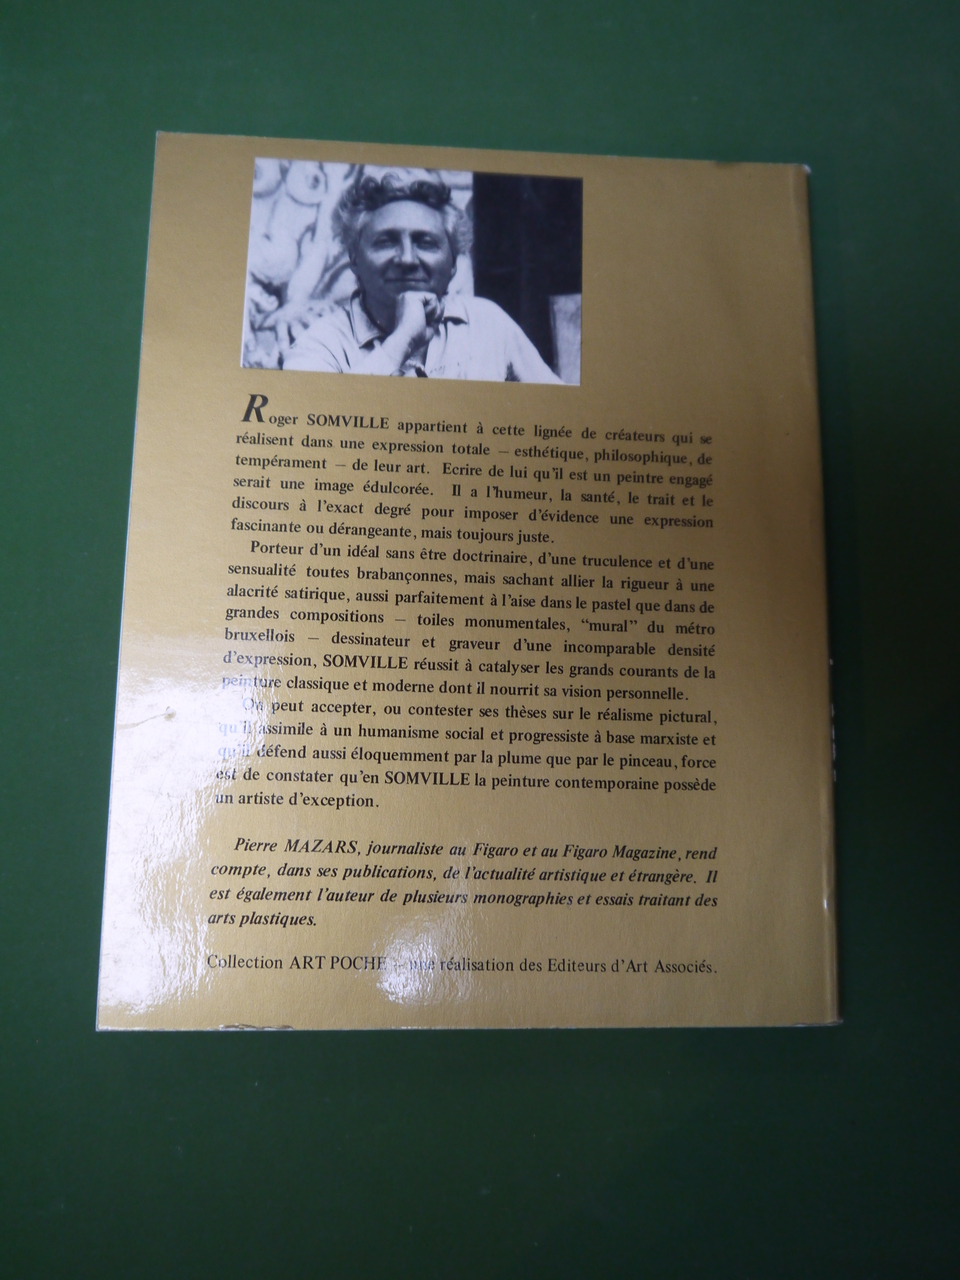 Roger SOMVILLE appartient à cette lignée de créateurs qui se
réalisent dans une expression totale – esthétique, philosophique, de
tempérament – de leur art. Ecrire de lui qu'il est un peintre engagé
serait une image édulcorée. Il a l'humeur, la santé, le trait et le
discours à l'exact degré pour imposer d'évidence une expression
fascinante ou dérangeante, mais toujours juste.
Porteur d'un idéal sans être doctrinaire, d'une truculence et d'une
sensualité toutes brabançonnes, mais sachant allier la rigueur à une
alacrité satirique, aussi parfaitement à l'aise dans le pastel que dans de
grandes compositions – toiles monumentales, "mural" du métro
bruxellois – dessinateur et graveur d'une incomparable densité
d'expression, SOMVILLE réussit à catalyser les grands courants de la
peinture classique et moderne dont il nourrit sa vision personnelle.
On peut accepter, ou contester ses thèses sur le réalisme pictural,
qu'il assimile à un humanisme social et progressiste à base marxiste et
qu'il défend aussi éloquemment par la plume que par le pinceau, force
est de constater qu'en SOMVILLE la peinture contemporaine possède
un artiste d'exception.
Pierre MAZARS, journaliste au Figaro et au Figaro Magazine, rend
compte, dans ses publications, de l'actualité artistique et étrangère. Il
est également l'auteur de plusieurs monographies et essais traitant des
arts plastiques.
Collection ART POCHE – une réalisation des Editeurs d'Art Associés.